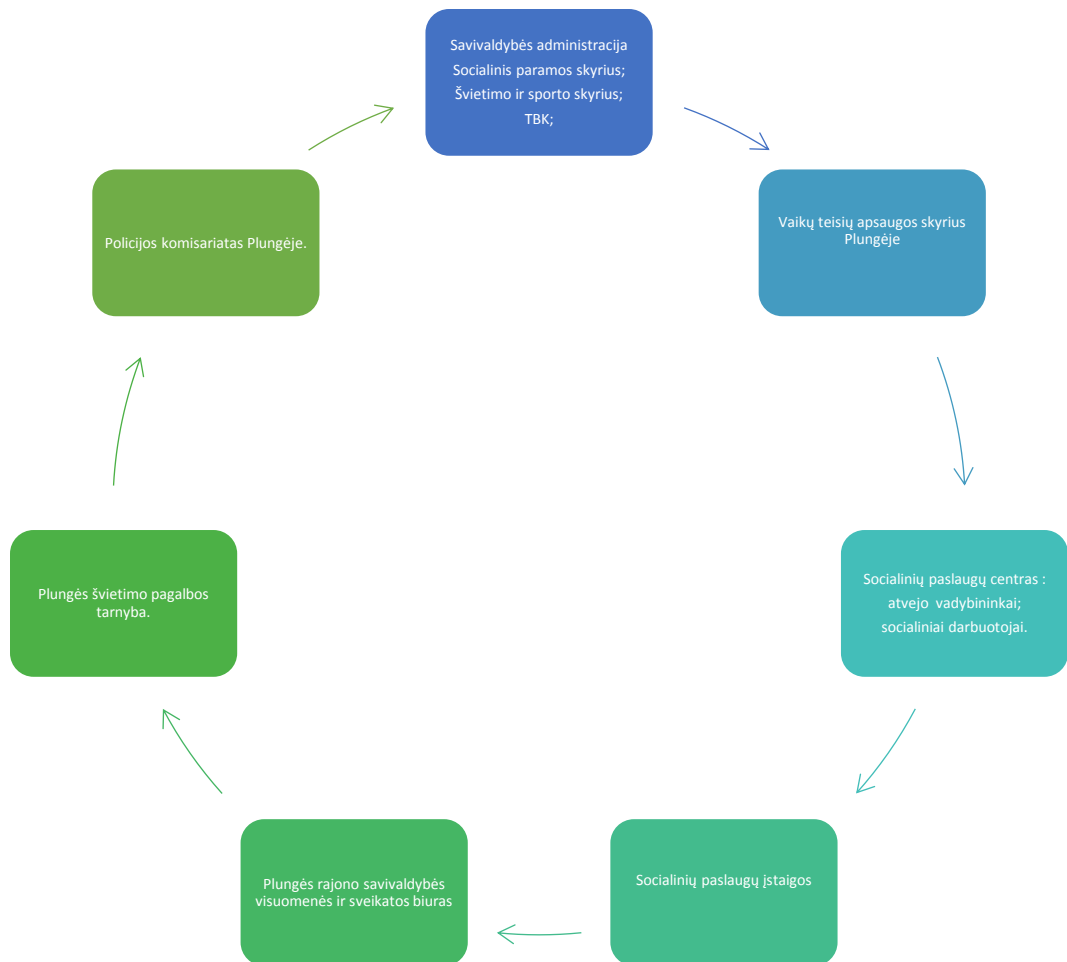 Savivaldybės administracija
Socialinis paramos skyrius;
Švietimo ir sporto skyrius;
TBK;
Vaikų teisių apsaugos skyrius
Plungėje
Socialinių paslaugų centras :
atvejo vadybininkai;
socialiniai darbuotojai.
Socialinių paslaugų įstaigos
Plungės rajono savivaldybės
visuomenės ir sveikatos biuras
Plungės švietimo pagalbos
tarnyba.
Policijos komisariatas Plungėje.